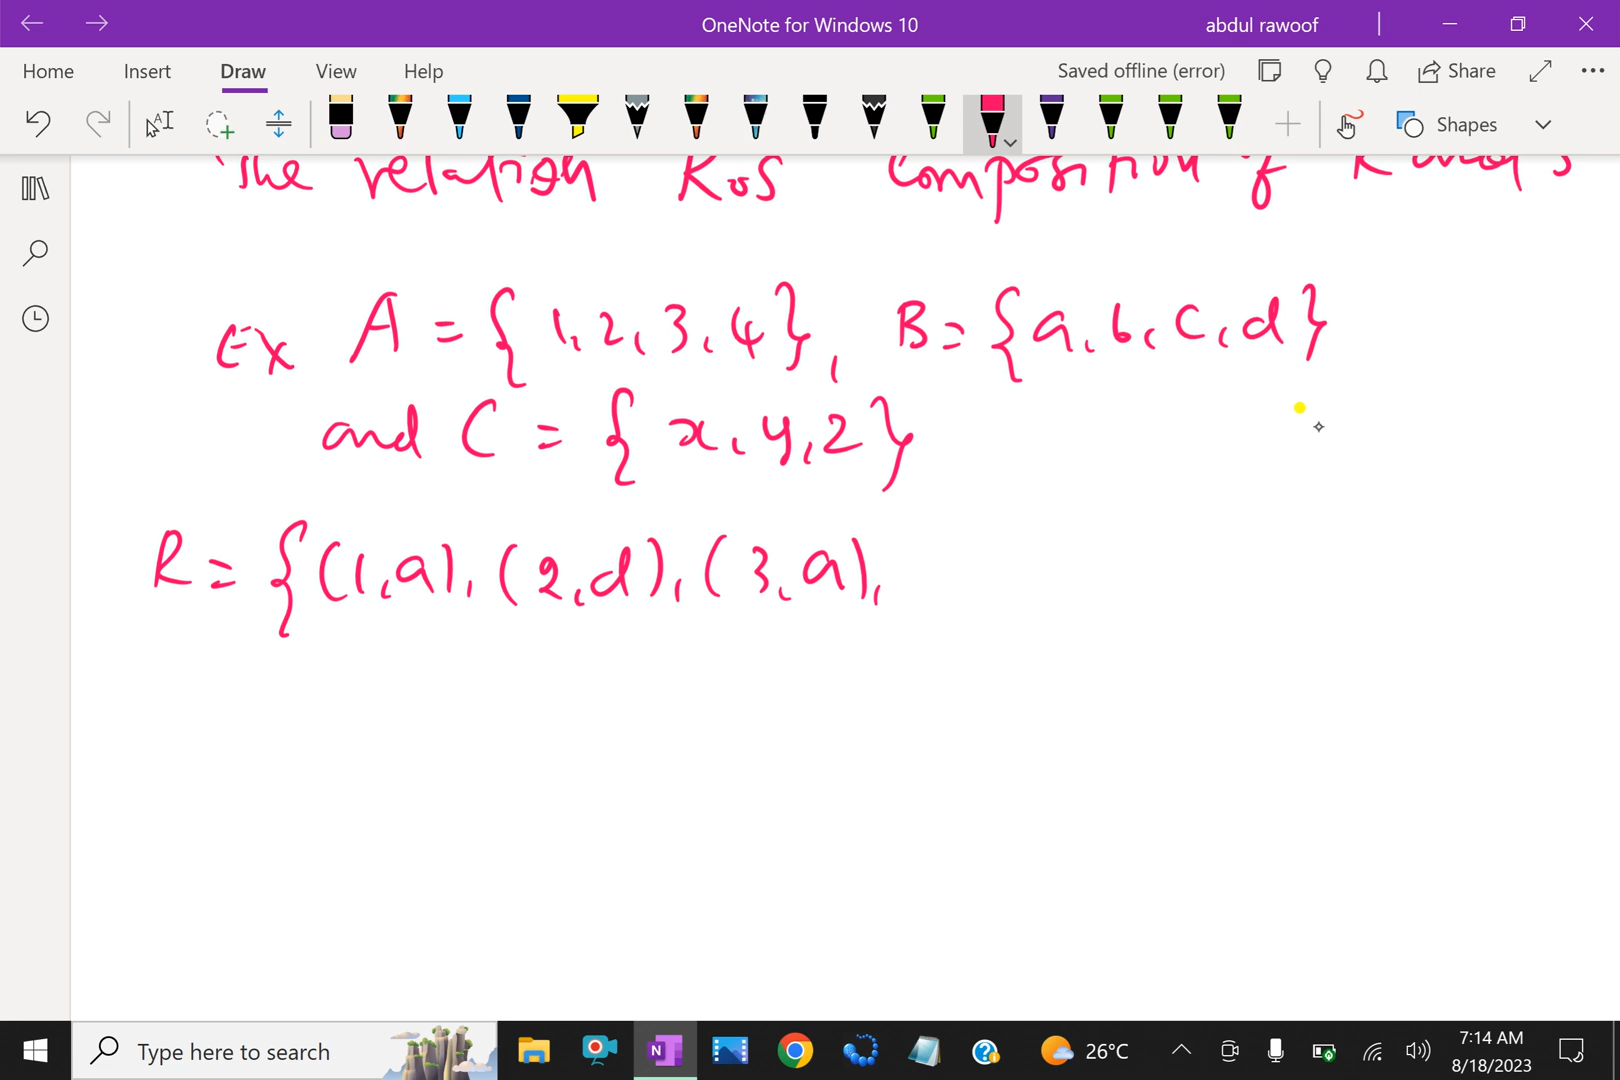 OneNote for Windows 10
abdul rawoof
Home Insert Draw View Help
Saved offline (error)
Share
Shapes
The relation RoS Composition of R and S
Ex A = {1, 2, 3, 4}, B = {a, b, c, d}
and C = {x, y, z}
R = {(1, a), (2, d), (3, a),
Type here to search
26°C
7:14 AM
8/18/2023